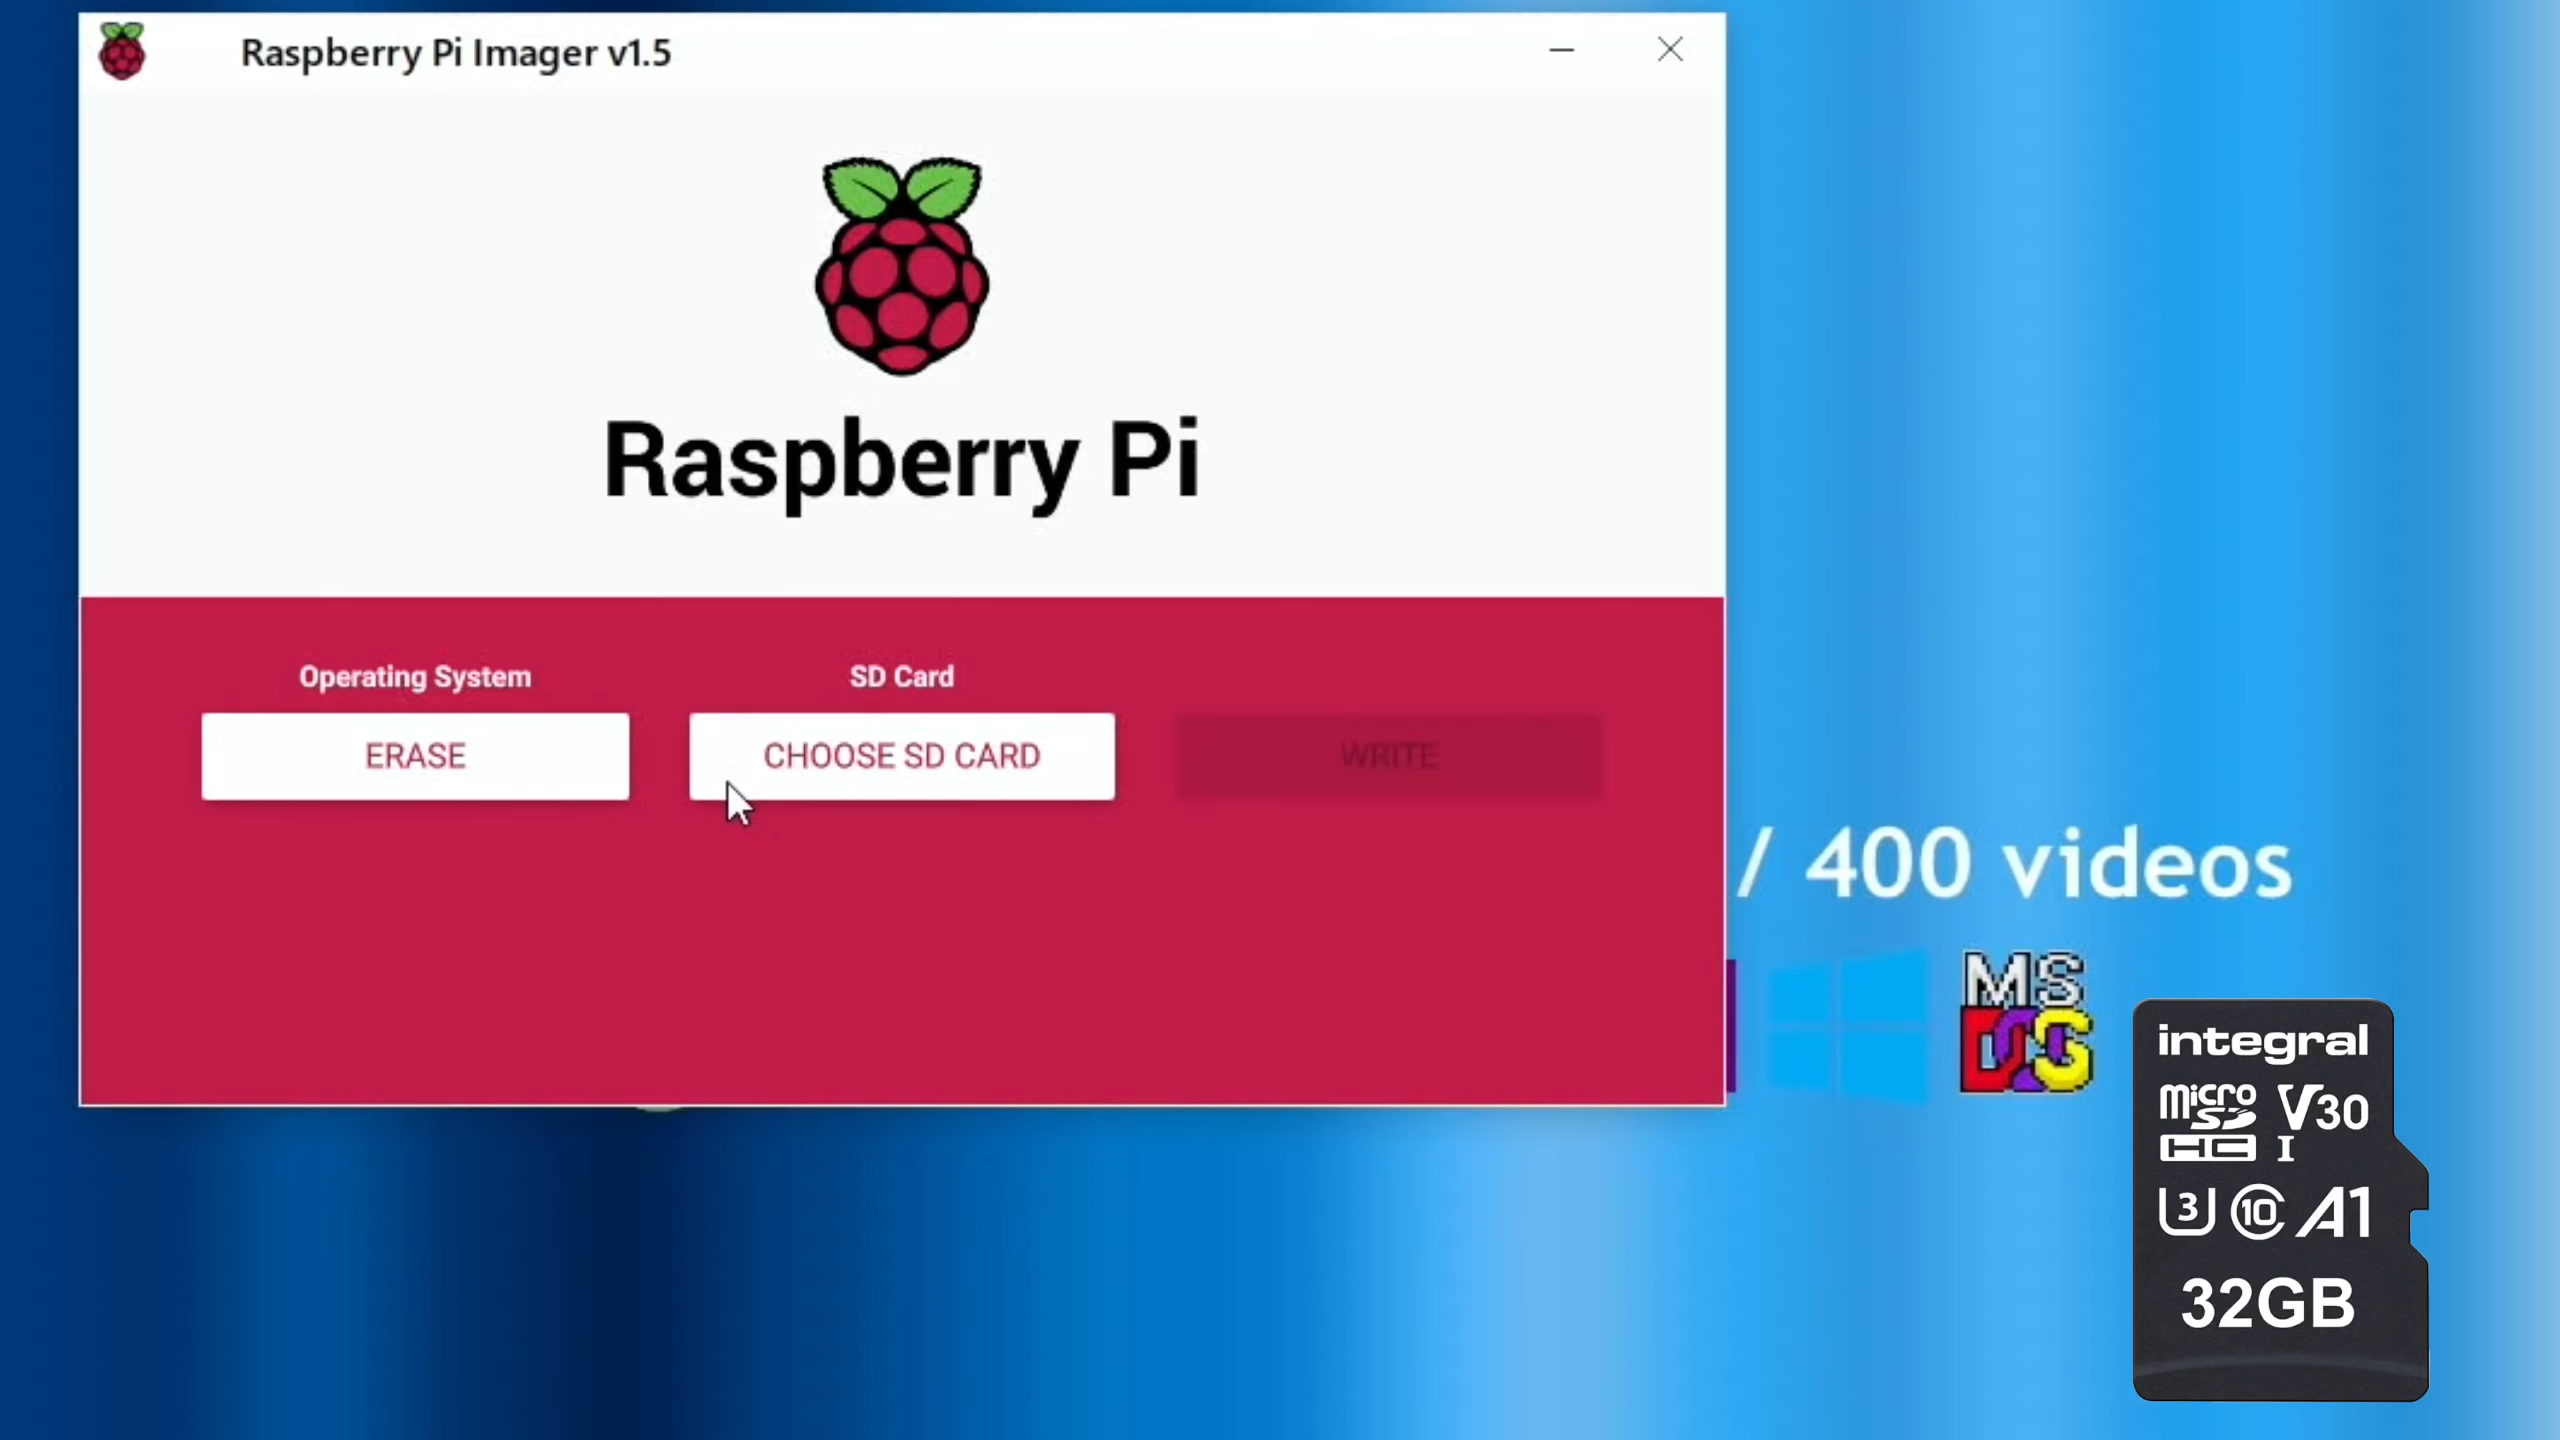 Raspberry Pi Imager v1.5
Raspberry Pi
Operating System
SD Card
ERASE
CHOOSE SD CARD
WRITE
/ 400 videos
MS
DOS
integral
micro
SD
HC I
V30
U3 10 A1
32GB